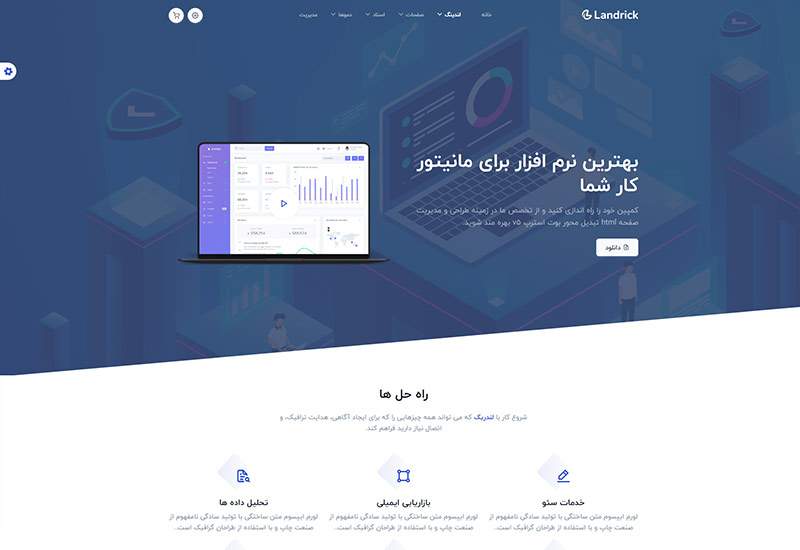 Landrick
خانه
لندینگ
صفحات
اسناد
دموها
مدیریت
بهترین نرم افزار برای مانیتور
کار شما
کمپین خود را راه اندازی کنید و از تخصص ما در زمینه طراحی و مدیریت
صفحه html تبدیل محور بوت استرپ ۷۵ بهره مند شوید.
دانلود
راه حل ها
شروع کار با لندریک که می تواند همه چیزهایی را که برای ایجاد آگاهی، هدایت ترافیک، و
اتصال نیاز دارید فراهم کند.
خدمات سئو
لورم ایپسوم متن ساختگی با تولید سادگی نامفهوم از
صنعت چاپ و با استفاده از طراحان گرافیک است..
بازاریابی ایمیلی
لورم ایپسوم متن ساختگی با تولید سادگی نامفهوم از
صنعت چاپ و با استفاده از طراحان گرافیک است..
تحلیل داده ها
لورم ایپسوم متن ساختگی با تولید سادگی نامفهوم از
صنعت چاپ و با استفاده از طراحان گرافیک است..